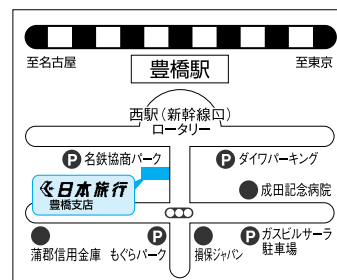 至名古屋
豊橋駅
至東京
西駅(新幹線口)
ロータリー
P 名鉄協商パーク
P ダイワパーキング
日本旅行
豊橋支店
成田記念病院
蒲郡信用金庫
P
もぐらパーク
損保ジャパン
P ガスビルサーラ
駐車場